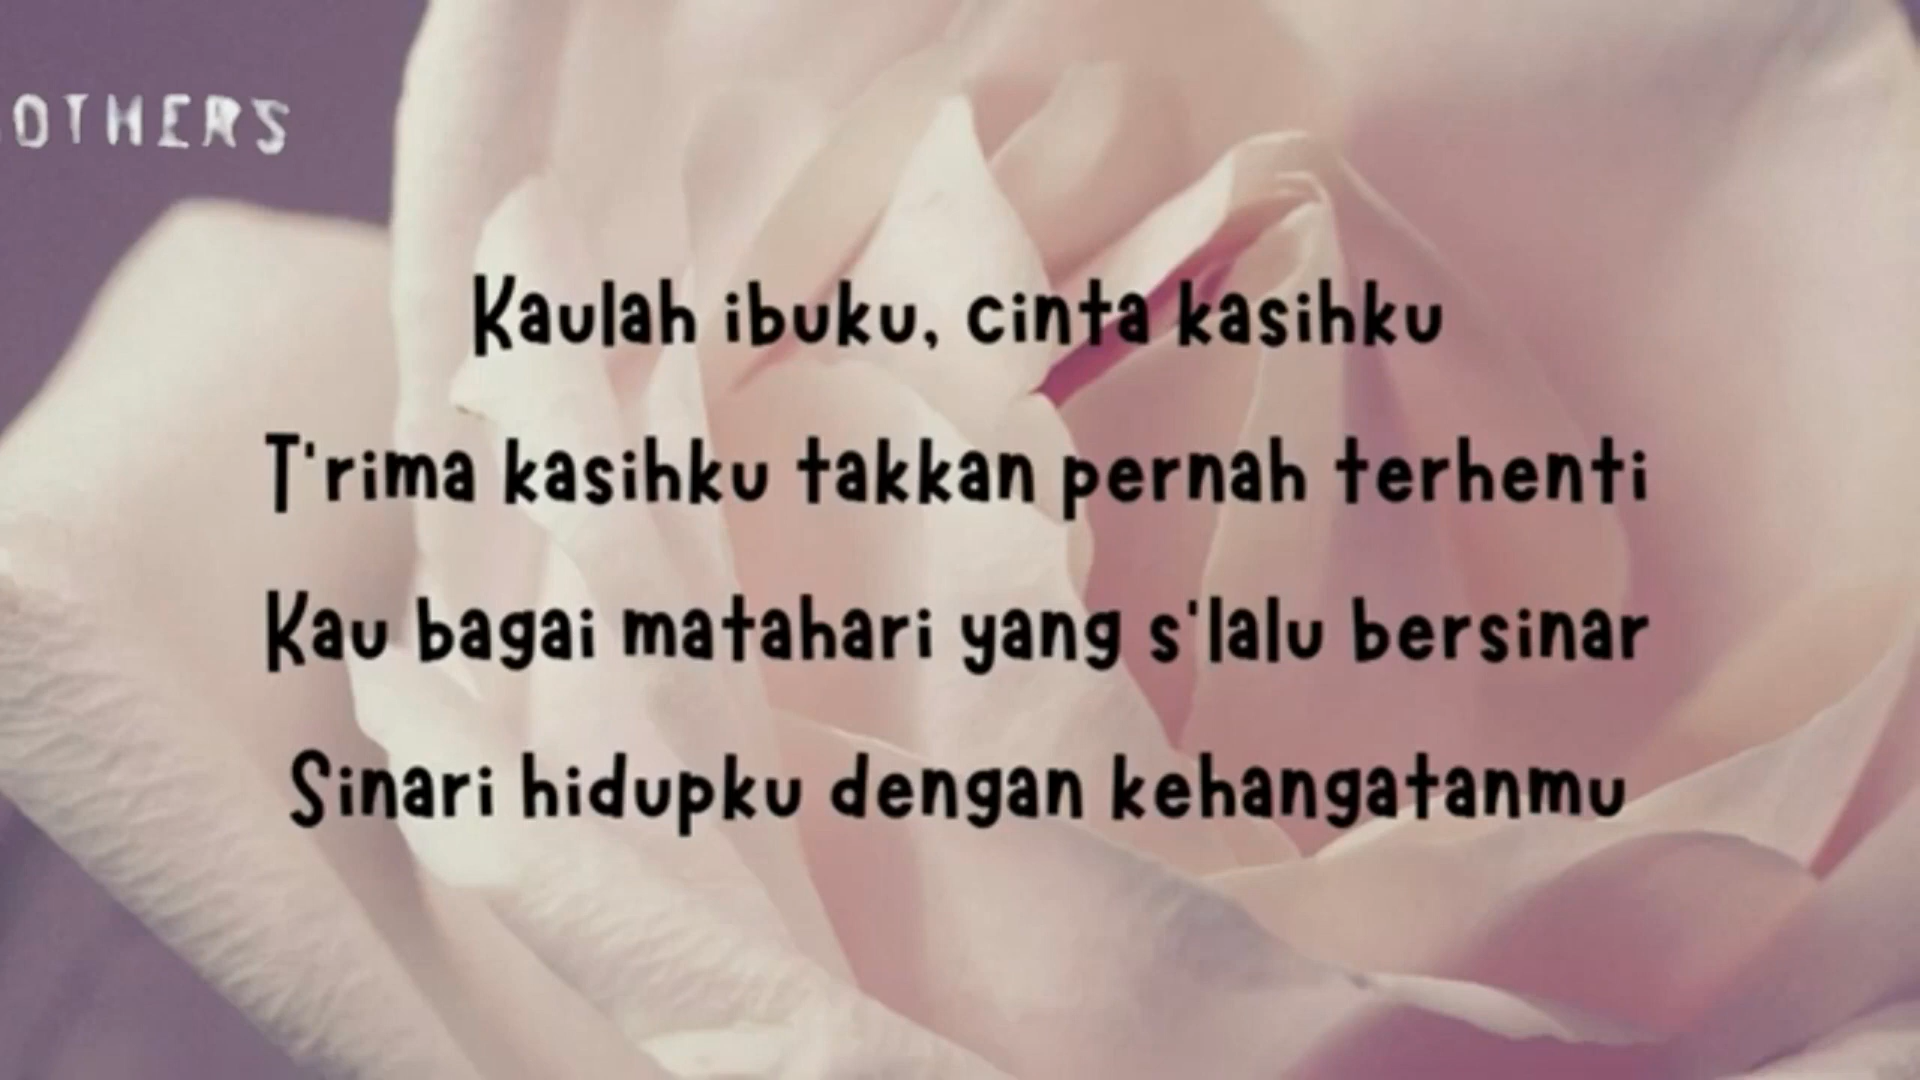 OTHERS
Kaulah ibuku, cinta kasihku
T'rima kasihku takkan pernah terhenti
Kau bagai matahari yang s'lalu bersinar
Sinari hidupku dengan kehangatanmu